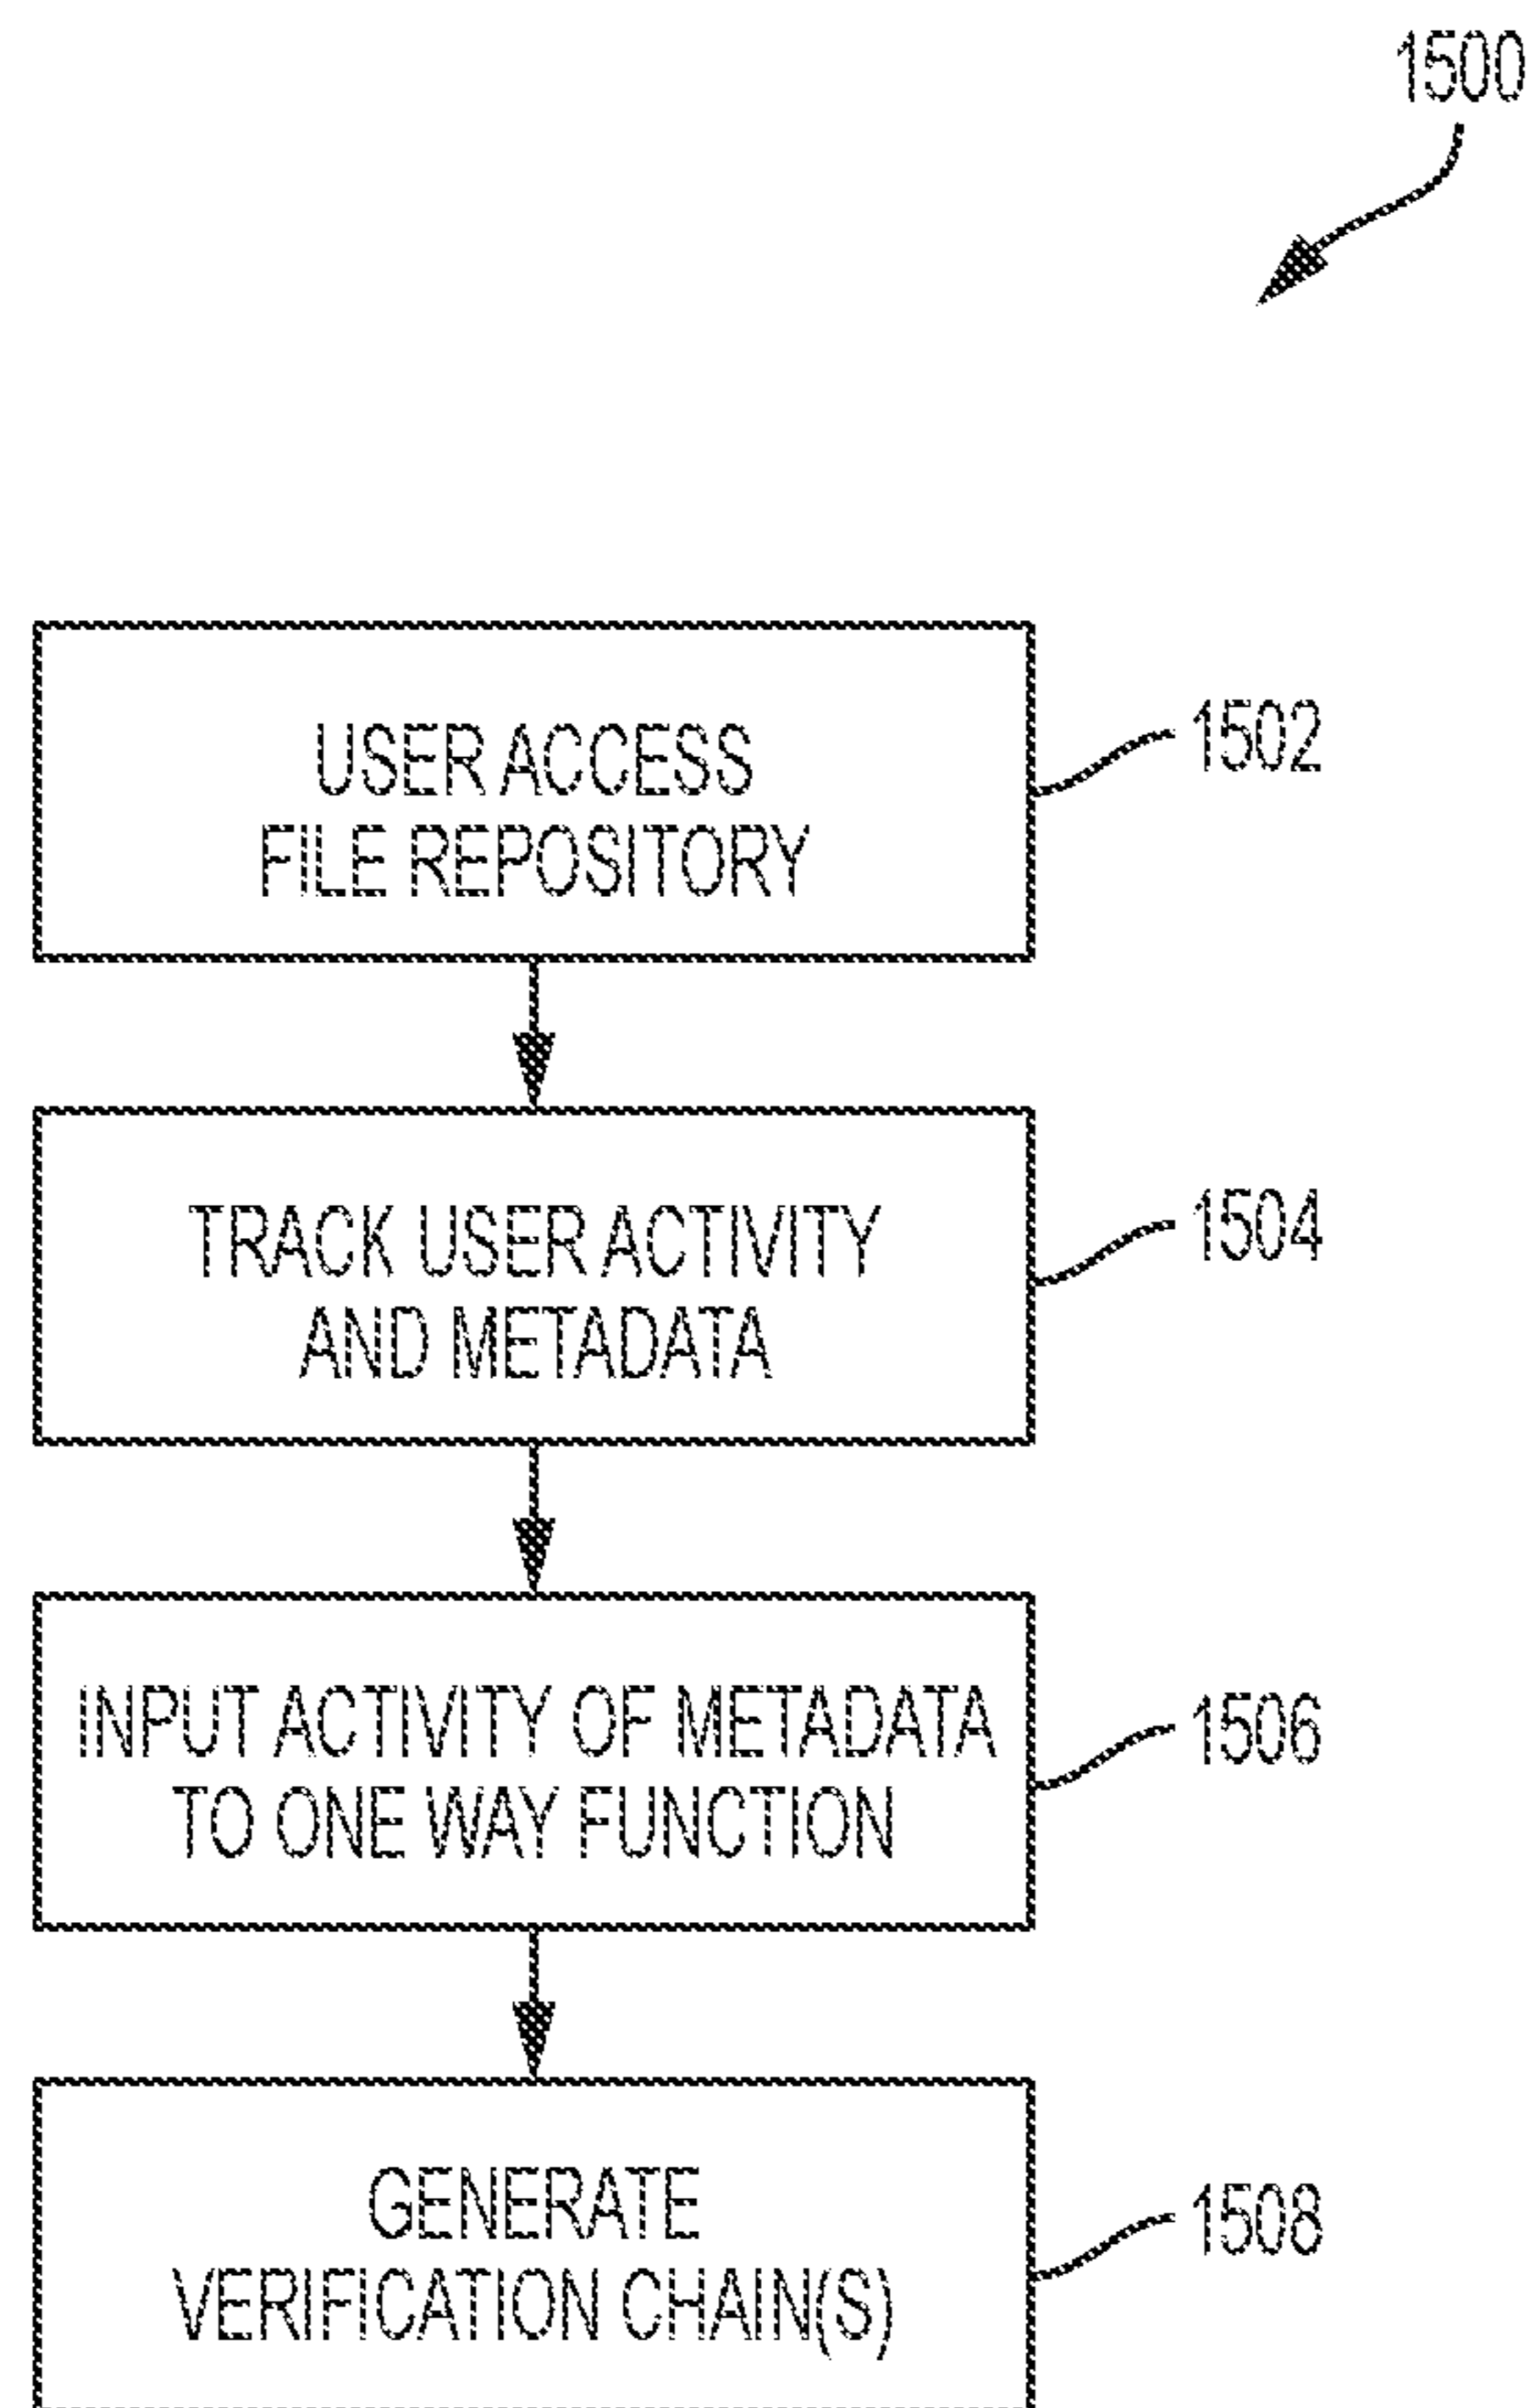 1500
USER ACCESS
FILE REPOSITORY
1502
TRACK USER ACTIVITY
AND METADATA
1504
INPUT ACTIVITY OF METADATA
TO ONE WAY FUNCTION
1506
GENERATE
VERIFICATION CHAIN(S)
1508